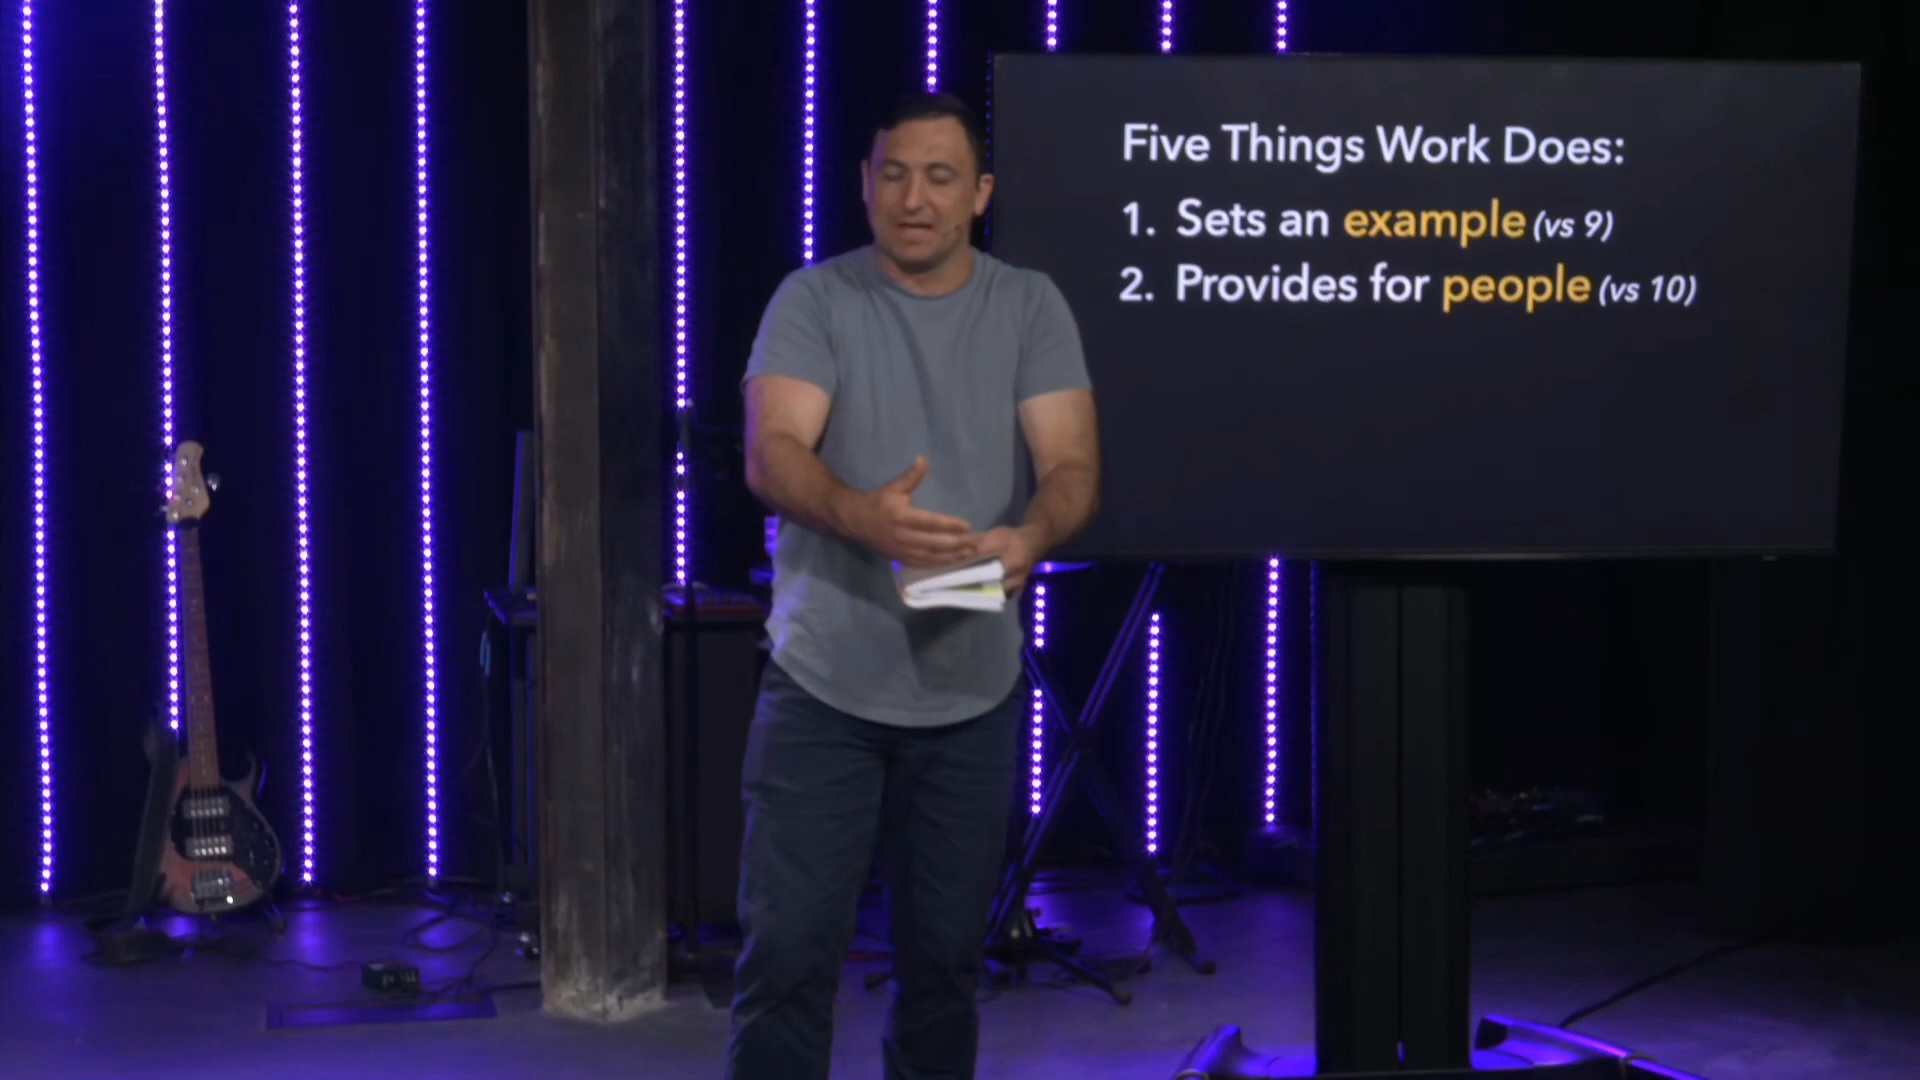 Five Things Work Does:
1. Sets an example (vs 9)
2. Provides for people (vs 10)